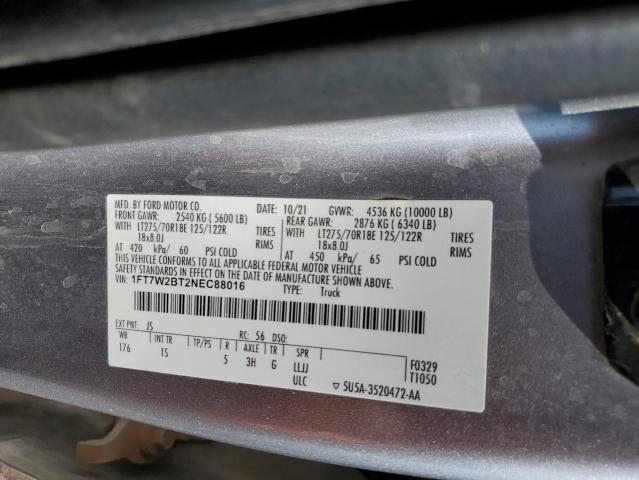 MFD. BY FORD MOTOR CO. DATE: 10/21 GVWR: 4536 KG (10000 LB)
FRONT GAWR: 2540 KG (5600 LB) REAR GAWR: 2876 KG (6340 LB)
LT275/70R18E 125/122R TIRES LT275/70R18E 125/122R TIRES
18x8.0J RIMS 18x8.0J RIMS
AT 420 kPa/ 60 PSI COLD AT 450 kPa/ 65 PSI COLD
THIS VEHICLE CONFORMS TO ALL APPLICABLE FEDERAL MOTOR VEHICLE
SAFETY STANDARDS IN EFFECT ON THE DATE OF MANUFACTURE SHOWN ABOVE.
VIN: 1FT7W2BT2NEC88016 TYPE: Truck
EXT PNT: JS RC: 56 DSO:
WB INT TR TP/PS R AXLE TR SPR F0329
176 1S 5 3H G LLJJ T1050
ULC ▽ 5U5A-3520472-AA